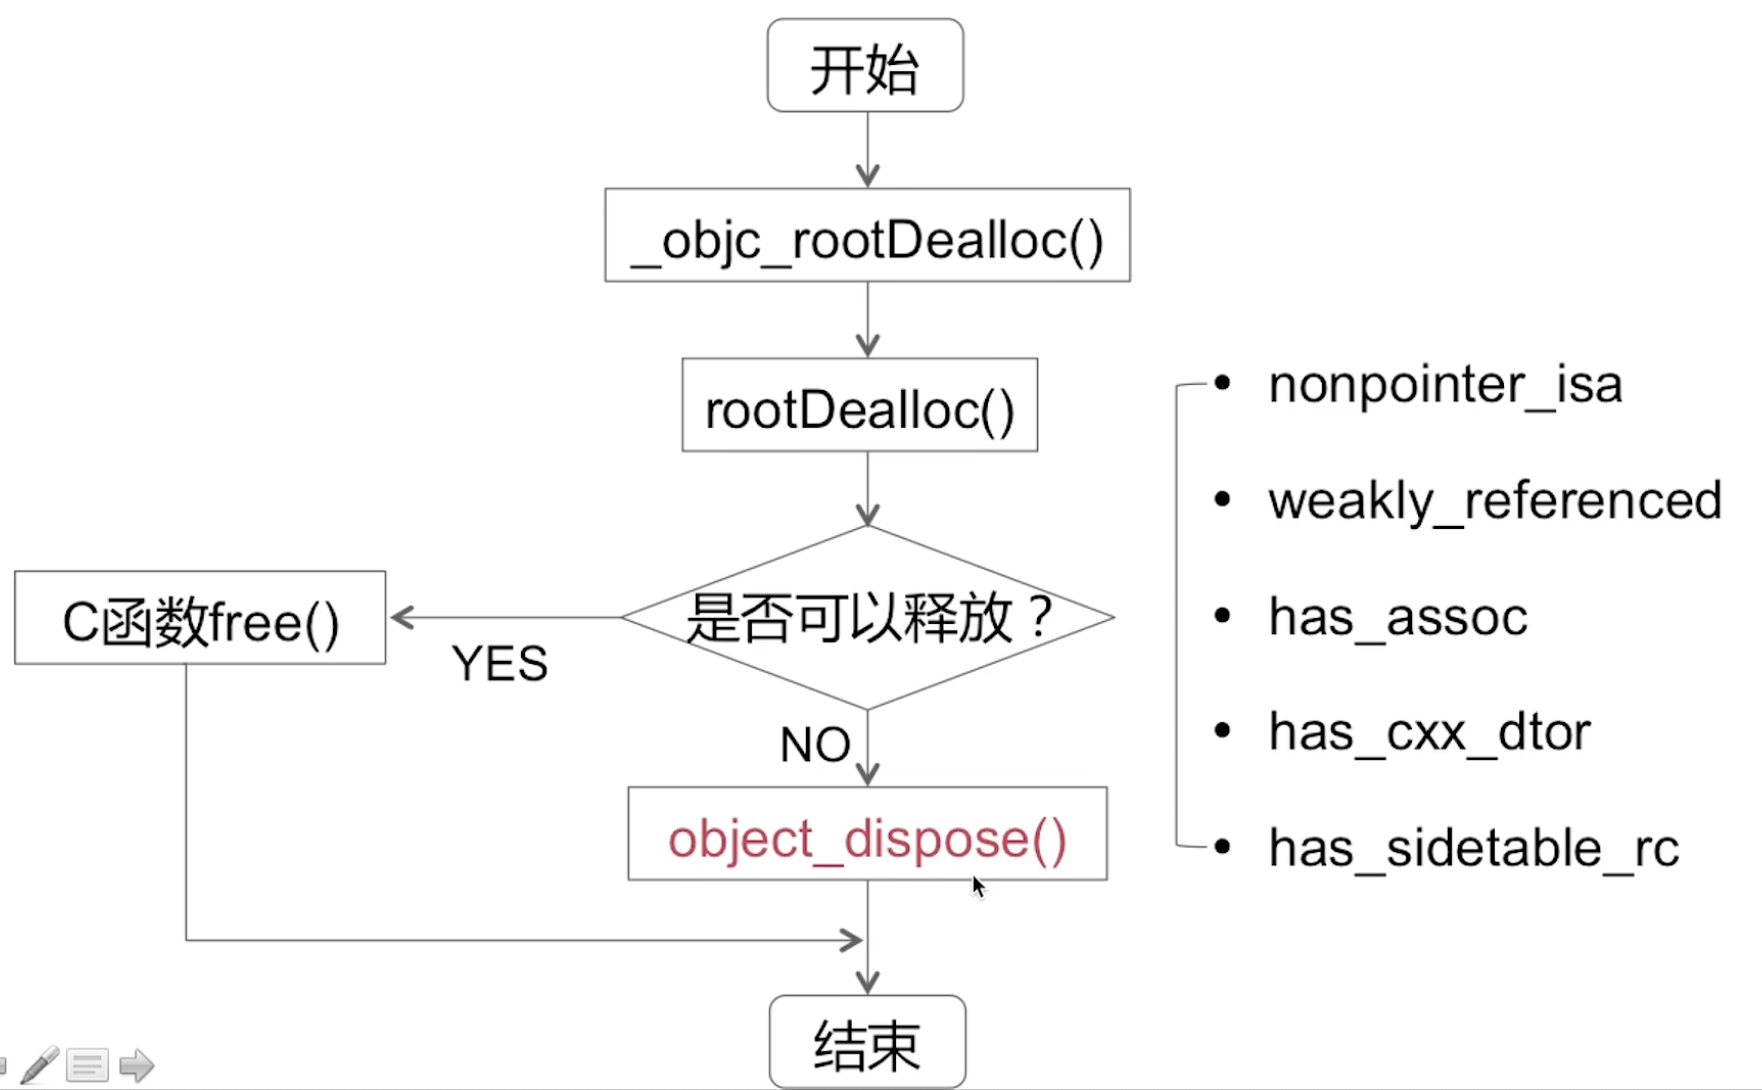 开始
_objc_rootDealloc()
rootDealloc()
是否可以释放？
YES
C函数free()
NO
object_dispose()
结束
• nonpointer_isa
• weakly_referenced
• has_assoc
• has_cxx_dtor
• has_sidetable_rc